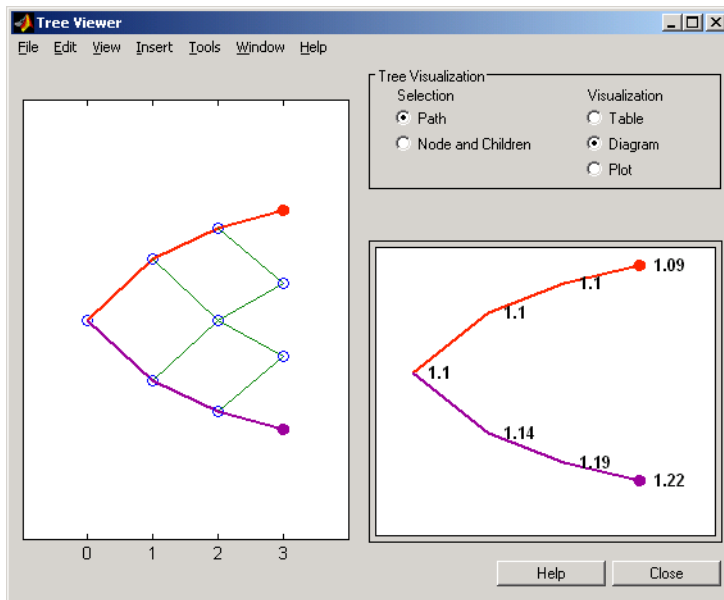 Tree Viewer
File Edit View Insert Tools Window Help
Tree Visualization
Selection Visualization
Path Table
Node and Children Diagram
Plot
1.09
1.1
1.1
1.1
1.14
1.19
1.22
0 1 2 3
Help Close